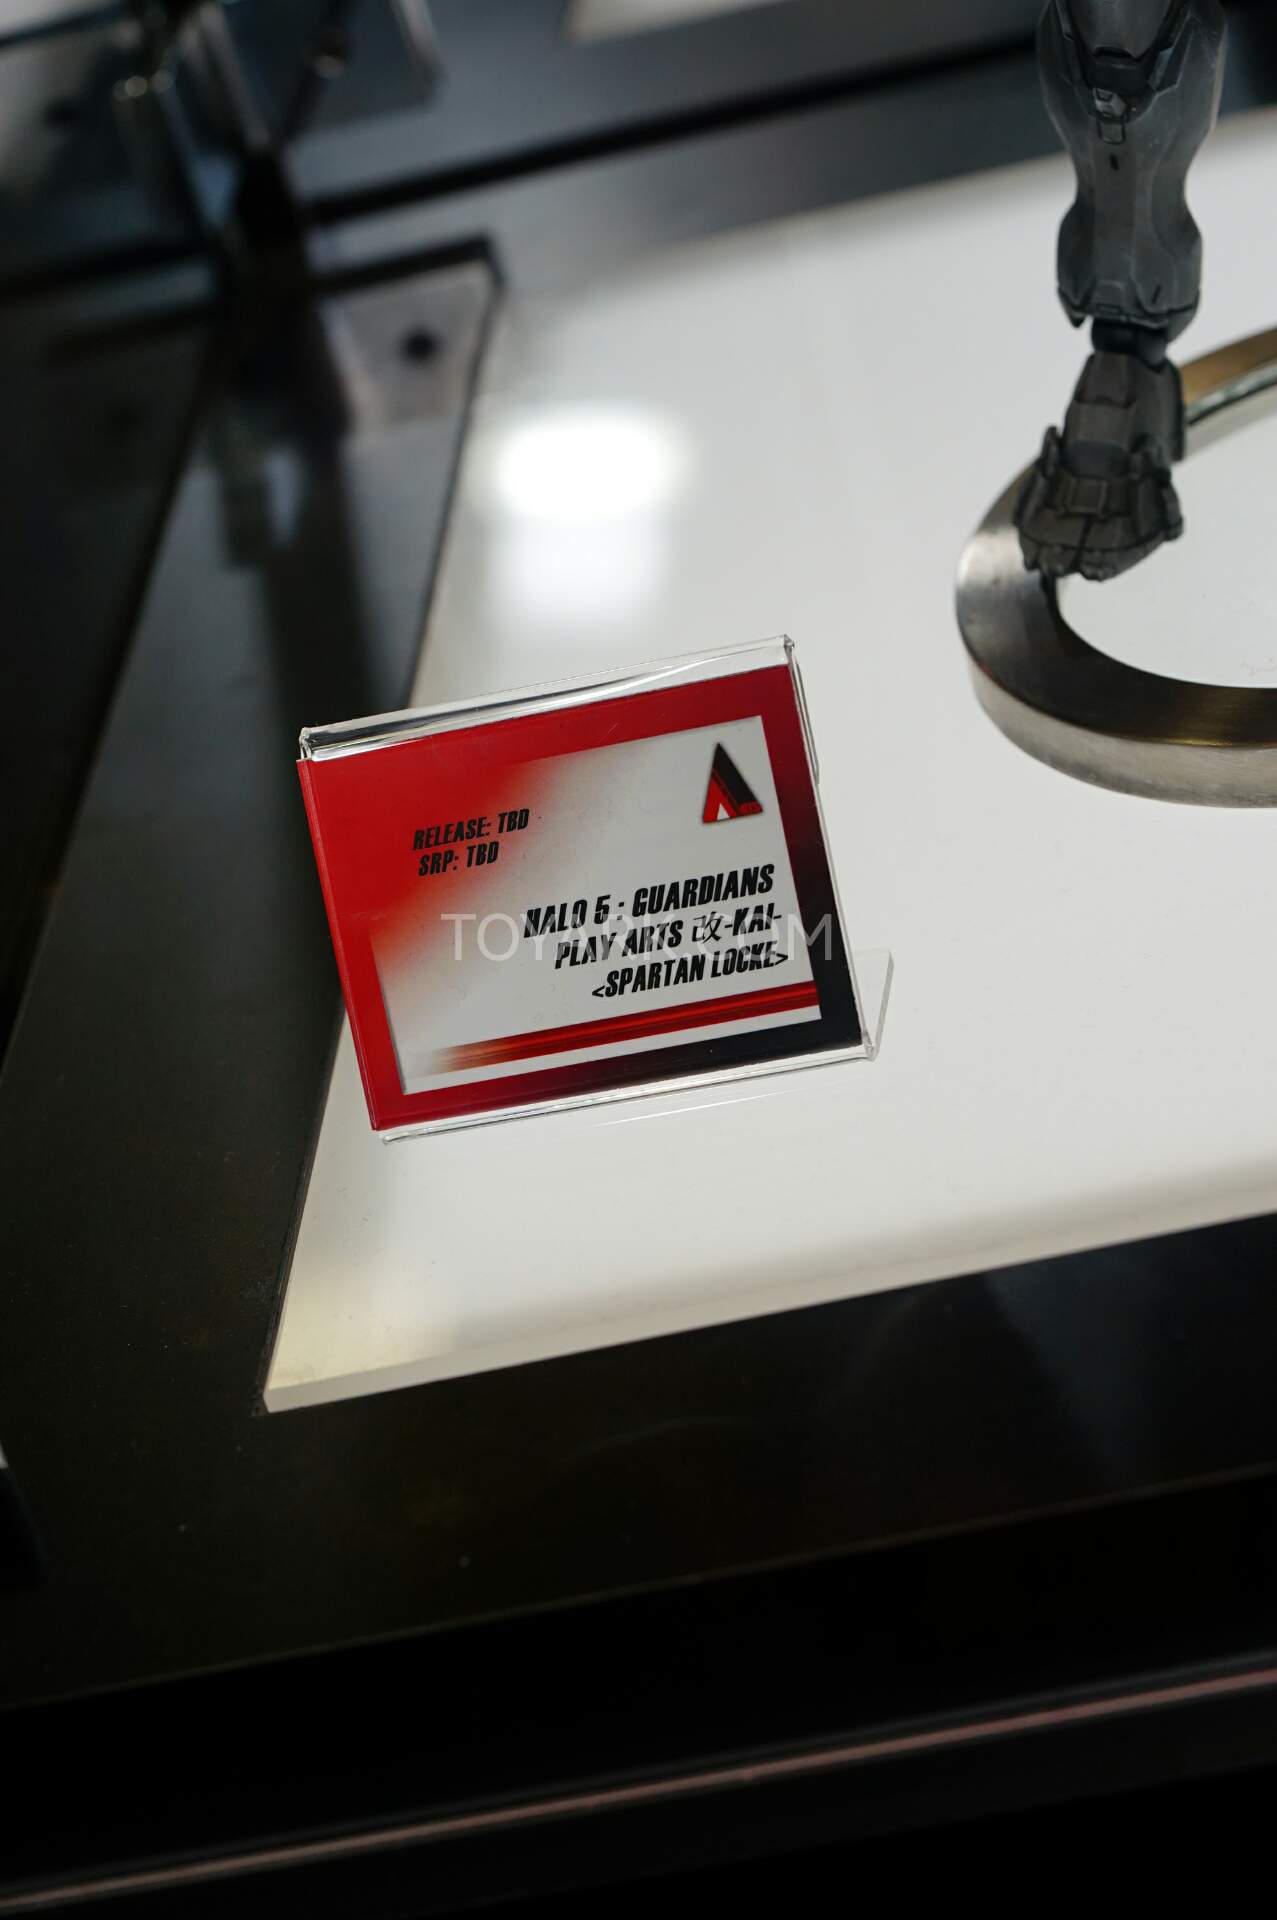 RELEASE: TBD
SRP: TBD
HALO 5 : GUARDIANS
PLAY ARTS 改-KAI-
<SPARTAN LOCKE>
TOYARK.COM